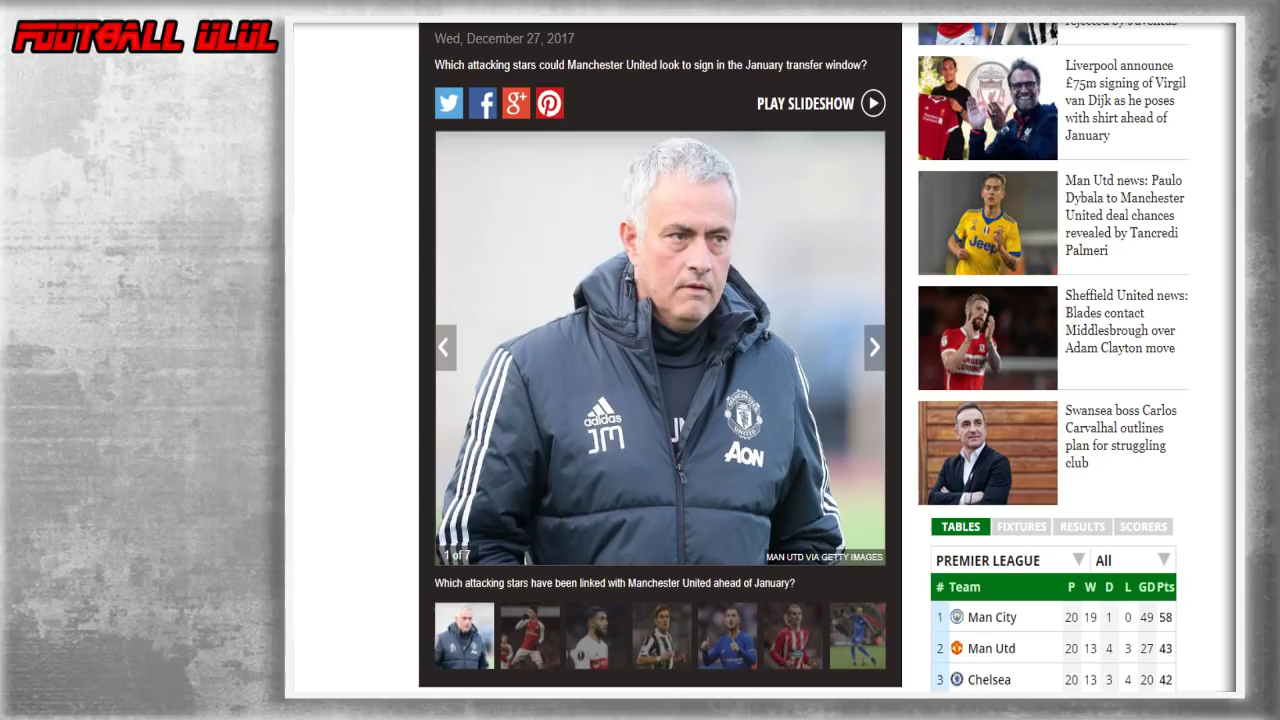 FOOTBALL ULUL
Wed, December 27, 2017
Which attacking stars could Manchester United look to sign in the January transfer window?
PLAY SLIDESHOW
adidas
JM
MANCHESTER
UNITED
AON
1 of 7
MAN UTD VIA GETTY IMAGES
Which attacking stars have been linked with Manchester United ahead of January?
rejected by Juventus
Liverpool announce
£75m signing of Virgil
van Dijk as he poses
with shirt ahead of
January
Man Utd news: Paulo
Dybala to Manchester
United deal chances
revealed by Tancredi
Palmeri
Jeep
Sheffield United news:
Blades contact
Middlesbrough over
Adam Clayton move
Swansea boss Carlos
Carvalhal outlines
plan for struggling
club
TABLES FIXTURES RESULTS SCORERS
PREMIER LEAGUE All
# Team P W D L GD Pts
1 Man City 20 19 1 0 49 58
2 Man Utd 20 13 4 3 27 43
3 Chelsea 20 13 3 4 20 42